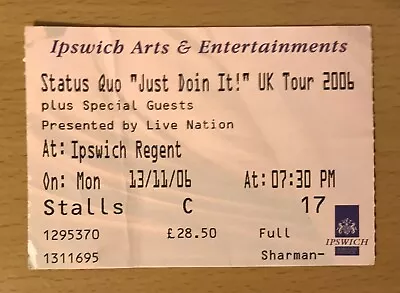 Ipswich Arts & Entertainments
Status Quo "Just Doin It!" UK Tour 2006
plus Special Guests
Presented by Live Nation
At: Ipswich Regent
On: Mon 13/11/06 At: 07:30 PM
Stalls C 17
1295370 £28.50 Full
IPSWICH
1311695 Sharman-